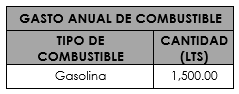 GASTO ANUAL DE COMBUSTIBLE
TIPO DE COMBUSTIBLE CANTIDAD (LTS)
Gasolina 1,500.00